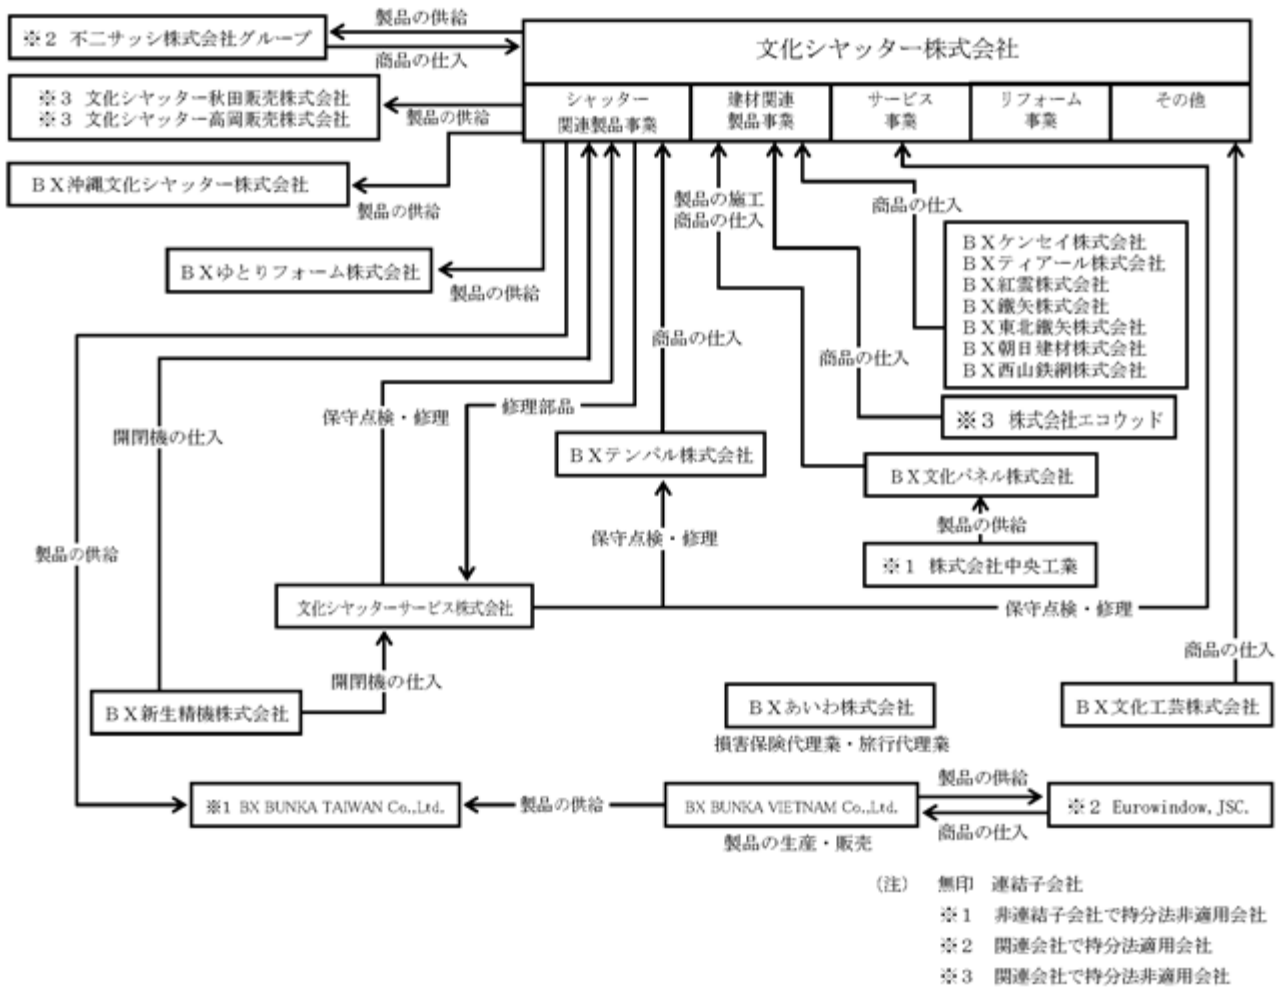 製品の供給
※2 不二サッシ株式会社グループ
商品の仕入
文化シヤッター株式会社
シャッター
関連製品事業
建材関連
製品事業
サービス
事業
リフォーム
事業
その他
※3 文化シヤッター秋田販売株式会社
※3 文化シヤッター高岡販売株式会社
製品の供給
BX沖縄文化シヤッター株式会社
製品の供給
製品の施工
商品の仕入
商品の仕入
BXケンセイ株式会社
BXティアール株式会社
BX紅雲株式会社
BX鐵矢株式会社
BX東北鐵矢株式会社
BX朝日建材株式会社
BX西山鉄網株式会社
BXゆとりフォーム株式会社
製品の供給
商品の仕入
商品の仕入
保守点検・修理
修理部品
開閉機の仕入
※3 株式会社エコウッド
BXテンパル株式会社
BX文化パネル株式会社
製品の供給
保守点検・修理
製品の供給
※1 株式会社中央工業
文化シヤッターサービス株式会社
保守点検・修理
商品の仕入
開閉機の仕入
BX新生精機株式会社
BXあいわ株式会社
損害保険代理業・旅行代理業
BX文化工芸株式会社
※1 BX BUNKA TAIWAN Co.,Ltd.
製品の供給
BX BUNKA VIETNAM Co.,Ltd.
製品の生産・販売
製品の供給
商品の仕入
※2 Eurowindow,JSC.
(注) 無印 連結子会社
※1 非連結子会社で持分法非適用会社
※2 関連会社で持分法適用会社
※3 関連会社で持分法非適用会社